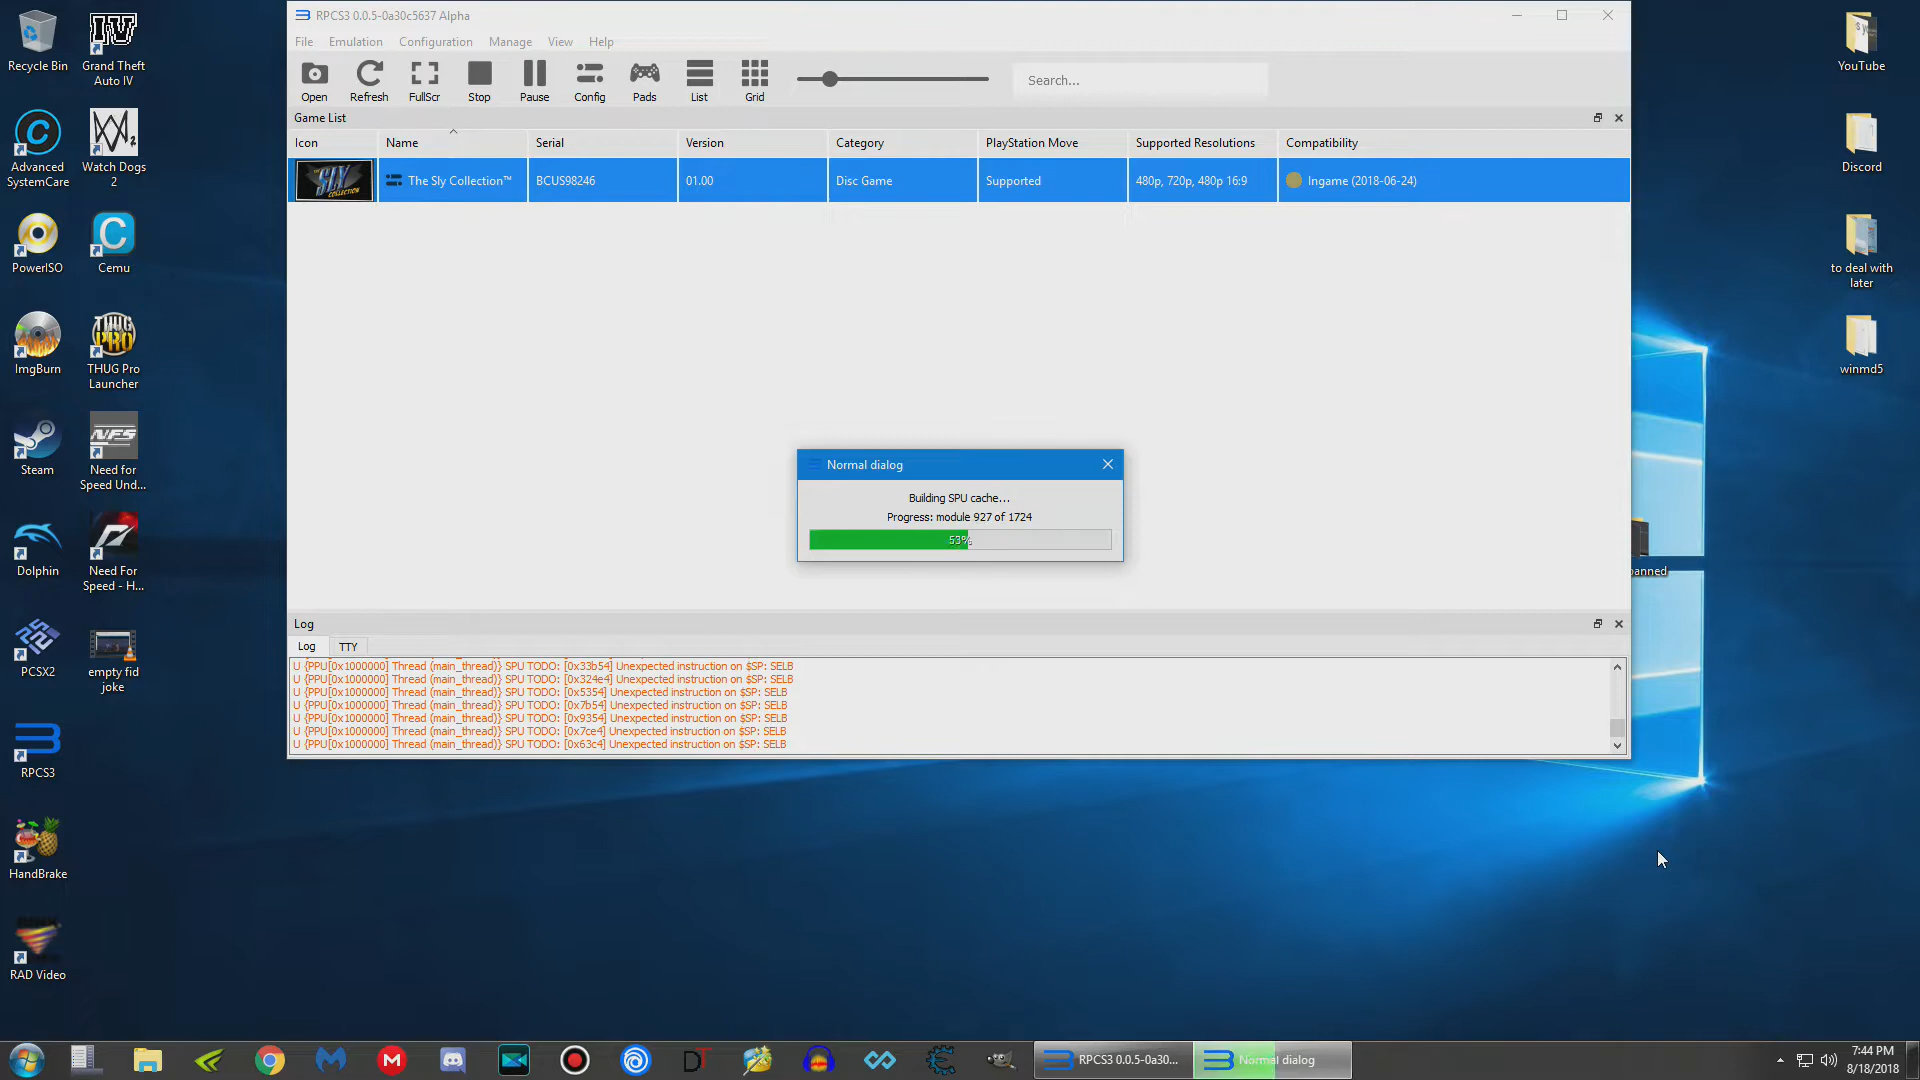 RPCS3 0.0.5-0a30c5637 Alpha
File Emulation Configuration Manage View Help
Open Refresh FullScr Stop Pause Config Pads List Grid Search...
Game List
Icon Name Serial Version Category PlayStation Move Supported Resolutions Compatibility
THE SLY COLLECTION The Sly Collection™ BCUS98246 01.00 Disc Game Supported 480p, 720p, 480p 16:9 Ingame (2018-06-24)
Normal dialog
Building SPU cache...
Progress: module 927 of 1724
53%
Log
Log TTY
U {PPU[0x1000000] Thread (main_thread)} SPU TODO: [0x33b54] Unexpected instruction on $SP: SELB
U {PPU[0x1000000] Thread (main_thread)} SPU TODO: [0x324e4] Unexpected instruction on $SP: SELB
U {PPU[0x1000000] Thread (main_thread)} SPU TODO: [0x5354] Unexpected instruction on $SP: SELB
U {PPU[0x1000000] Thread (main_thread)} SPU TODO: [0x7b54] Unexpected instruction on $SP: SELB
U {PPU[0x1000000] Thread (main_thread)} SPU TODO: [0x9354] Unexpected instruction on $SP: SELB
U {PPU[0x1000000] Thread (main_thread)} SPU TODO: [0x7ce4] Unexpected instruction on $SP: SELB
U {PPU[0x1000000] Thread (main_thread)} SPU TODO: [0x63c4] Unexpected instruction on $SP: SELB
Recycle Bin
IV
Grand Theft
Auto IV
Advanced
SystemCare
Watch Dogs
2
PowerISO
Cemu
ImgBurn
THUG
PRO
THUG Pro
Launcher
Steam
NFS
Need for
Speed Und...
Dolphin
Need For
Speed - H...
PCSX2
empty fid
joke
RPCS3
HandBrake
RAD Video
YouTube
Discord
to deal with
later
winmd5
banned
RPCS3 0.0.5-0a30...
Normal dialog
7:44 PM
8/18/2018